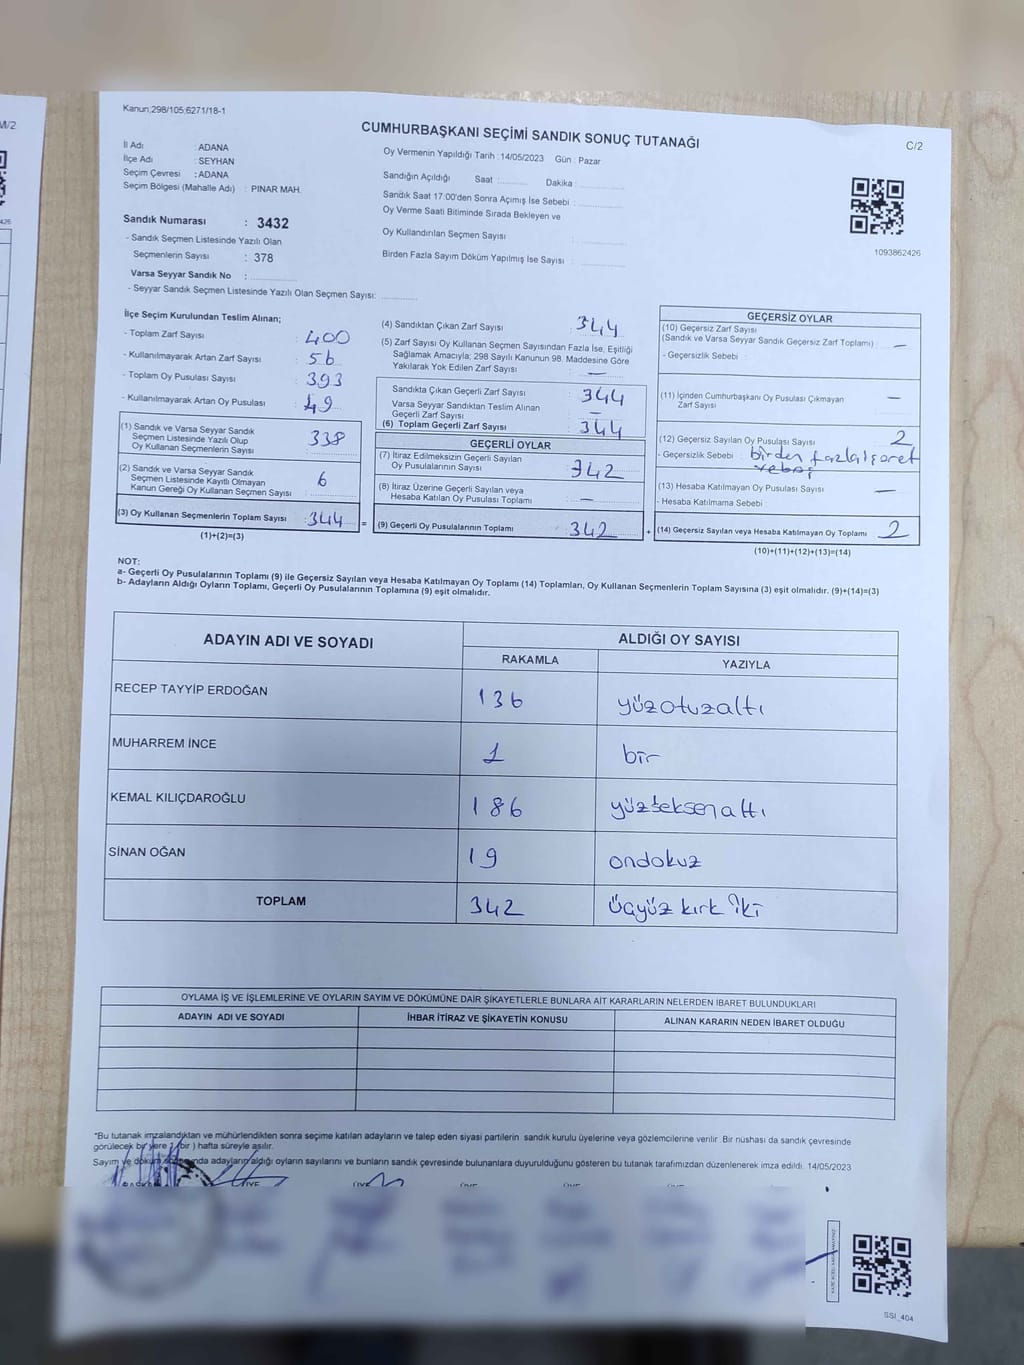 M/2
Kanun;298/105;6271/18-1
CUMHURBAŞKANI SEÇİMİ SANDIK SONUÇ TUTANAĞI
C/2
İl Adı : ADANA
İlçe Adı : SEYHAN
Seçim Çevresi : ADANA
Seçim Bölgesi (Mahalle Adı) : PINAR MAH.
Oy Vermenin Yapıldığı Tarih : 14/05/2023 Gün : Pazar
Sandığın Açıldığı Saat : Dakika :
Sandık Saat 17:00'den Sonra Açımış İse Sebebi :
Oy Verme Saati Bitiminde Sırada Bekleyen ve
Oy Kullandırılan Seçmen Sayısı :
Birden Fazla Sayım Döküm Yapılmış İse Sayısı :
1093862426
Sandık Numarası : 3432
- Sandık Seçmen Listesinde Yazılı Olan
Seçmenlerin Sayısı : 378
Varsa Seyyar Sandık No :
- Seyyar Sandık Seçmen Listesinde Yazılı Olan Seçmen Sayısı:
İlçe Seçim Kurulundan Teslim Alınan;
- Toplam Zarf Sayısı : 400
- Kullanılmayarak Artan Zarf Sayısı : 56
- Toplam Oy Pusulası Sayısı : 393
- Kullanılmayarak Artan Oy Pusulası : 49
(1) Sandık ve Varsa Seyyar Sandık
Seçmen Listesinde Yazılı Olup
Oy Kullanan Seçmenlerin Sayısı : 338
(2) Sandık ve Varsa Seyyar Sandık
Seçmen Listesinde Kayıtlı Olmayan
Kanun Gereği Oy Kullanan Seçmen Sayısı : 6
(3) Oy Kullanan Seçmenlerin Toplam Sayısı : 344 =
(1)+(2)=(3)
(4) Sandıktan Çıkan Zarf Sayısı : 344
(5) Zarf Sayısı Oy Kullanan Seçmen Sayısından Fazla İse, Eşitliği
Sağlamak Amacıyla; 298 Sayılı Kanunun 98. Maddesine Göre
Yakılarak Yok Edilen Zarf Sayısı : —
Sandıkta Çıkan Geçerli Zarf Sayısı : 344
Varsa Seyyar Sandıktan Teslim Alınan
Geçerli Zarf Sayısı : —
(6) Toplam Geçerli Zarf Sayısı : 344
GEÇERLİ OYLAR
(7) İtiraz Edilmeksizin Geçerli Sayılan
Oy Pusulalarının Sayısı : 342
(8) İtiraz Üzerine Geçerli Sayılan veya
Hesaba Katılan Oy Pusulası Toplamı : —
(9) Geçerli Oy Pusulalarının Toplamı : 342 +
GEÇERSİZ OYLAR
(10) Geçersiz Zarf Sayısı
(Sandık ve Varsa Seyyar Sandık Geçersiz Zarf Toplamı) : —
- Geçersizlik Sebebi :
(11) İçinden Cumhurbaşkanı Oy Pusulası Çıkmayan
Zarf Sayısı : —
(12) Geçersiz Sayılan Oy Pusulası Sayısı : 2
- Geçersizlik Sebebi : birden fazla işaret
(13) Hesaba Katılmayan Oy Pusulası Sayısı : —
- Hesaba Katılmama Sebebi :
(14) Geçersiz Sayılan veya Hesaba Katılmayan Oy Toplamı : 2
(10)+(11)+(12)+(13)=(14)
NOT:
a- Geçerli Oy Pusulalarının Toplamı (9) ile Geçersiz Sayılan veya Hesaba Katılmayan Oy Toplamı (14) Toplamları, Oy Kullanan Seçmenlerin Toplam Sayısına (3) eşit olmalıdır. (9)+(14)=(3)
b- Adayların Aldığı Oyların Toplamı, Geçerli Oy Pusulalarının Toplamına (9) eşit olmalıdır.
ADAYIN ADI VE SOYADI
ALDIĞI OY SAYISI
RAKAMLA YAZIYLA
RECEP TAYYİP ERDOĞAN 136 yüzotuzaltı
MUHARREM İNCE 1 bir
KEMAL KILIÇDAROĞLU 186 yüzseksenaltı
SİNAN OĞAN 19 ondokuz
TOPLAM 342 üçyüz kırk iki
OYLAMA İŞ VE İŞLEMLERİNE VE OYLARIN SAYIM VE DÖKÜMÜNE DAİR ŞİKAYETLERLE BUNLARA AİT KARARLARIN NELERDEN İBARET BULUNDUKLARI
ADAYIN ADI VE SOYADI İHBAR İTİRAZ VE ŞİKAYETİN KONUSU ALINAN KARARIN NEDEN İBARET OLDUĞU
"Bu tutanak imzalandıktan ve mühürlendikten sonra seçime katılan adayların ve talep eden siyasi partilerin sandık kurulu üyelerine veya gözlemcilerine verilir. Bir nüshası da sandık çevresinde
görülecek bir yere 1 (bir ) hafta süreyle asılır.
Sayım ve döküm sonunda adayların aldığı oyların sayılarını ve bunların sandık çevresinde bulunanlara duyurulduğunu gösteren bu tutanak tarafımızdan düzenlenerek imza edildi. 14/05/2023
SSI_404